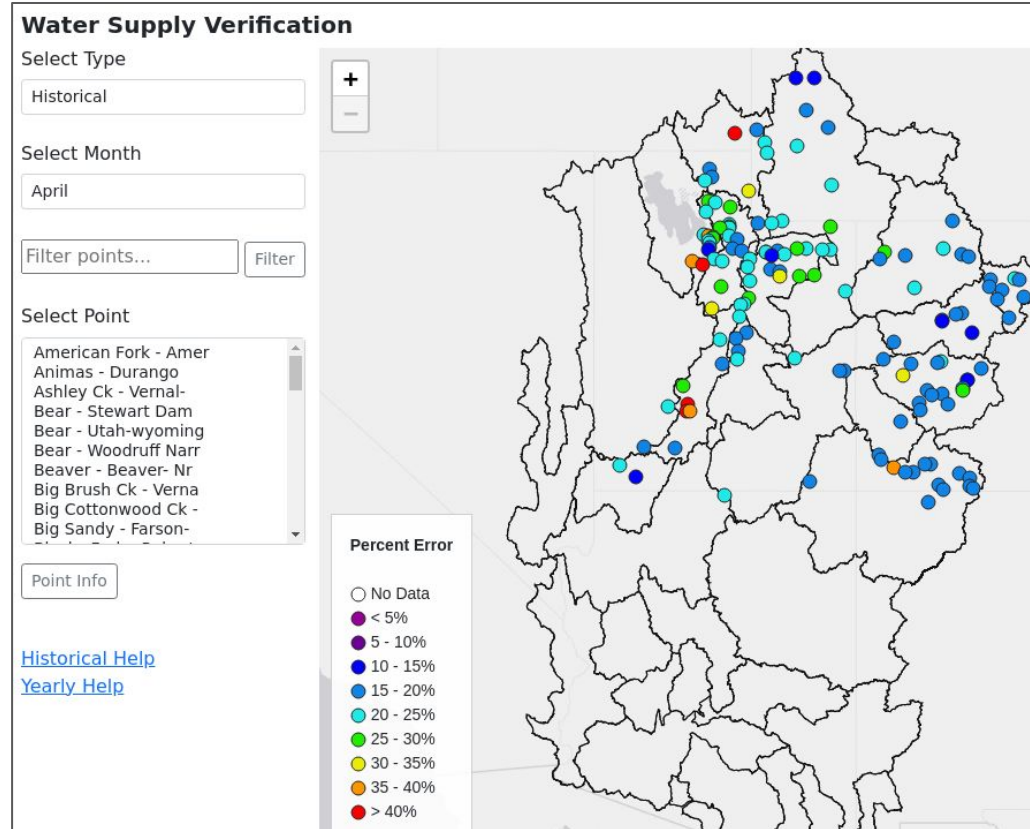 Water Supply Verification
Select Type
Historical
Select Month
April
Filter points...
Filter
Select Point
American Fork - Amer
Animas - Durango
Ashley Ck - Vernal-
Bear - Stewart Dam
Bear - Utah-wyoming
Bear - Woodruff Narr
Beaver - Beaver- Nr
Big Brush Ck - Verna
Big Cottonwood Ck -
Big Sandy - Farson-
Point Info
Historical Help
Yearly Help
+
−
Percent Error
No Data
< 5%
5 - 10%
10 - 15%
15 - 20%
20 - 25%
25 - 30%
30 - 35%
35 - 40%
> 40%